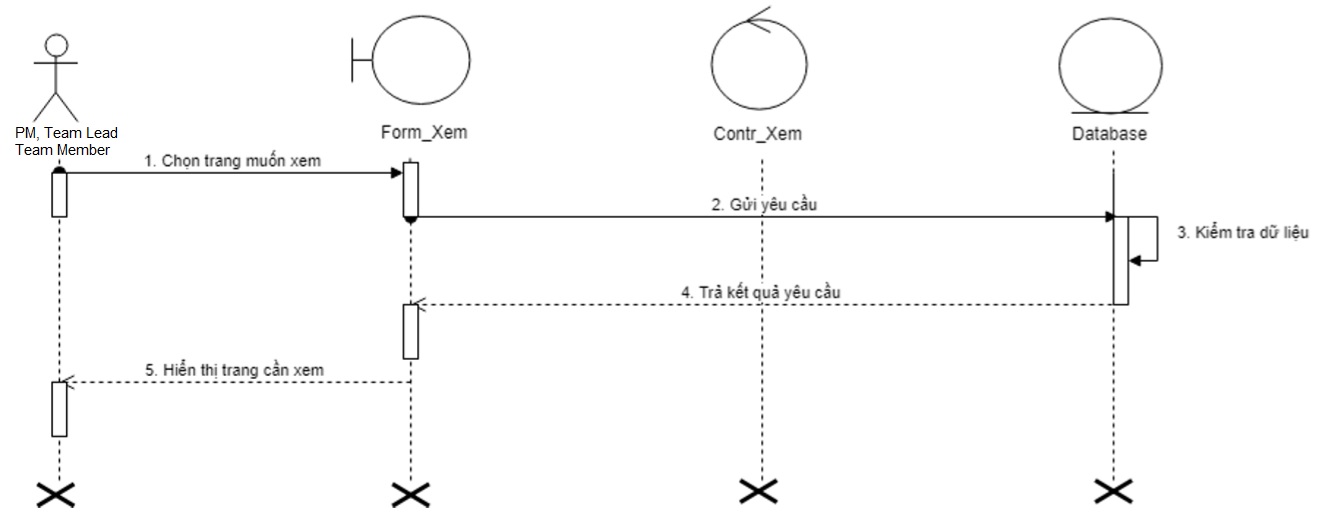 PM, Team Lead
Team Member
Form_Xem
Contr_Xem
Database
1. Chọn trang muốn xem
2. Gửi yêu cầu
3. Kiểm tra dữ liệu
4. Trả kết quả yêu cầu
5. Hiển thị trang cần xem